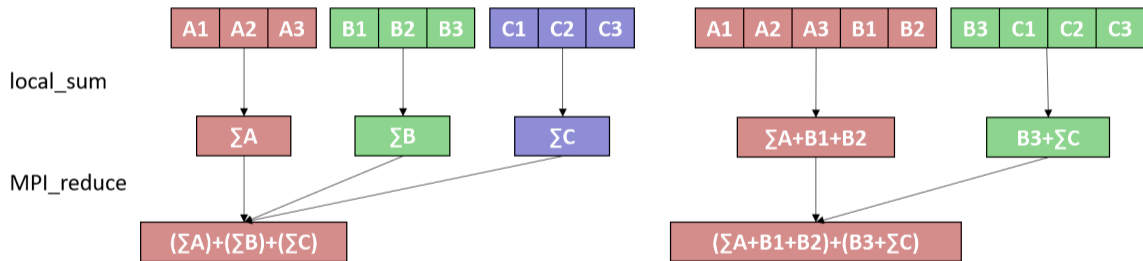 A1 A2 A3 B1 B2 B3 C1 C2 C3 A1 A2 A3 B1 B2 B3 C1 C2 C3
local_sum
∑A ∑B ∑C ∑A+B1+B2 B3+∑C
MPI_reduce
(∑A)+(∑B)+(∑C) (∑A+B1+B2)+(B3+∑C)